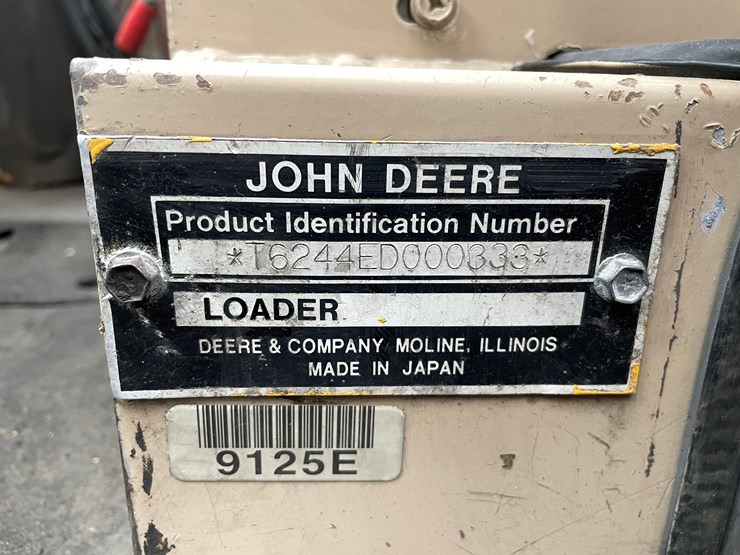 JOHN DEERE
Product Identification Number
*T6244ED000333*
LOADER
DEERE & COMPANY MOLINE, ILLINOIS
MADE IN JAPAN
9125E